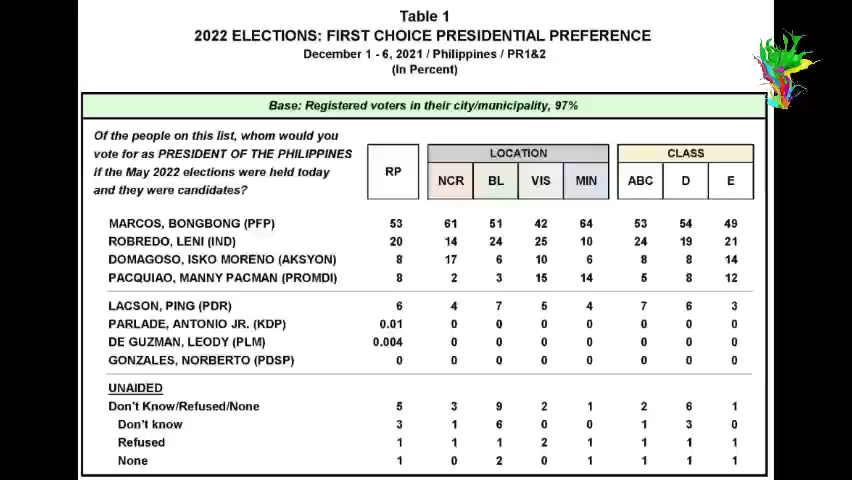 Table 1
2022 ELECTIONS: FIRST CHOICE PRESIDENTIAL PREFERENCE
December 1 - 6, 2021 / Philippines / PR1&2
(In Percent)
Base: Registered voters in their city/municipality, 97%
Of the people on this list, whom would you
vote for as PRESIDENT OF THE PHILIPPINES
if the May 2022 elections were held today
and they were candidates?
RP LOCATION CLASS
NCR BL VIS MIN ABC D E
MARCOS, BONGBONG (PFP) 53 61 51 42 64 53 54 49
ROBREDO, LENI (IND) 20 14 24 25 10 24 19 21
DOMAGOSO, ISKO MORENO (AKSYON) 8 17 6 10 6 8 8 14
PACQUIAO, MANNY PACMAN (PROMDI) 8 2 3 15 14 5 8 12
LACSON, PING (PDR) 6 4 7 5 4 7 6 3
PARLADE, ANTONIO JR. (KDP) 0.01 0 0 0 0 0 0 0
DE GUZMAN, LEODY (PLM) 0.004 0 0 0 0 0 0 0
GONZALES, NORBERTO (PDSP) 0 0 0 0 0 0 0 0
UNAIDED
Don't Know/Refused/None 5 3 9 2 1 2 6 1
Don't know 3 1 6 0 0 1 3 0
Refused 1 1 1 2 1 1 1 1
None 1 0 2 0 1 1 1 1